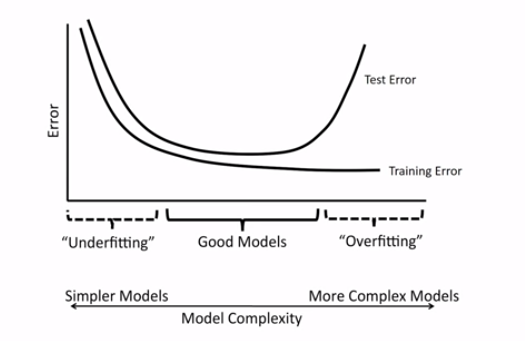 Test Error
Error
Training Error
“Underfitting”
Good Models
“Overfitting”
Simpler Models
More Complex Models
Model Complexity